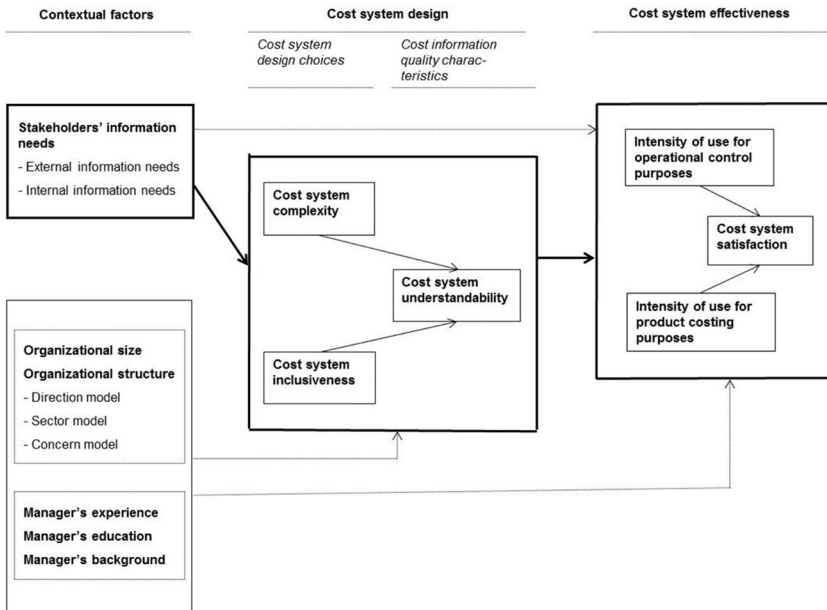 Contextual factors
Cost system design
Cost system effectiveness
Cost system
design choices
Cost information
quality charac-
teristics
Stakeholders' information
needs
- External information needs
- Internal information needs
Cost system
complexity
Cost system
understandability
Cost system
inclusiveness
Intensity of use for
operational control
purposes
Cost system
satisfaction
Intensity of use for
product costing
purposes
Organizational size
Organizational structure
- Direction model
- Sector model
- Concern model
Manager's experience
Manager's education
Manager's background